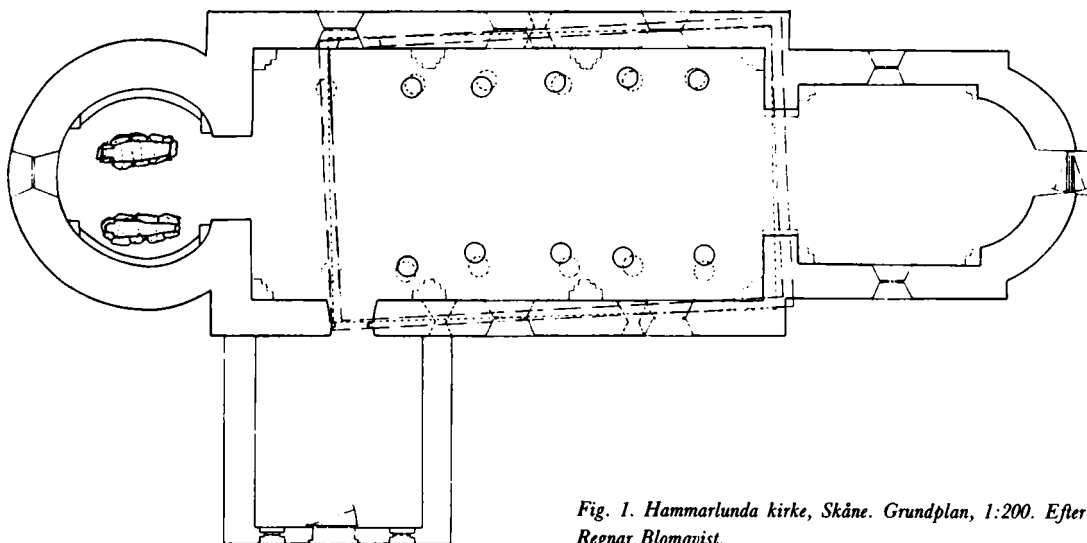 Fig. 1. Hammarlunda kirke, Skåne. Grundplan, 1:200. Efter
Regnar Blomqvist.